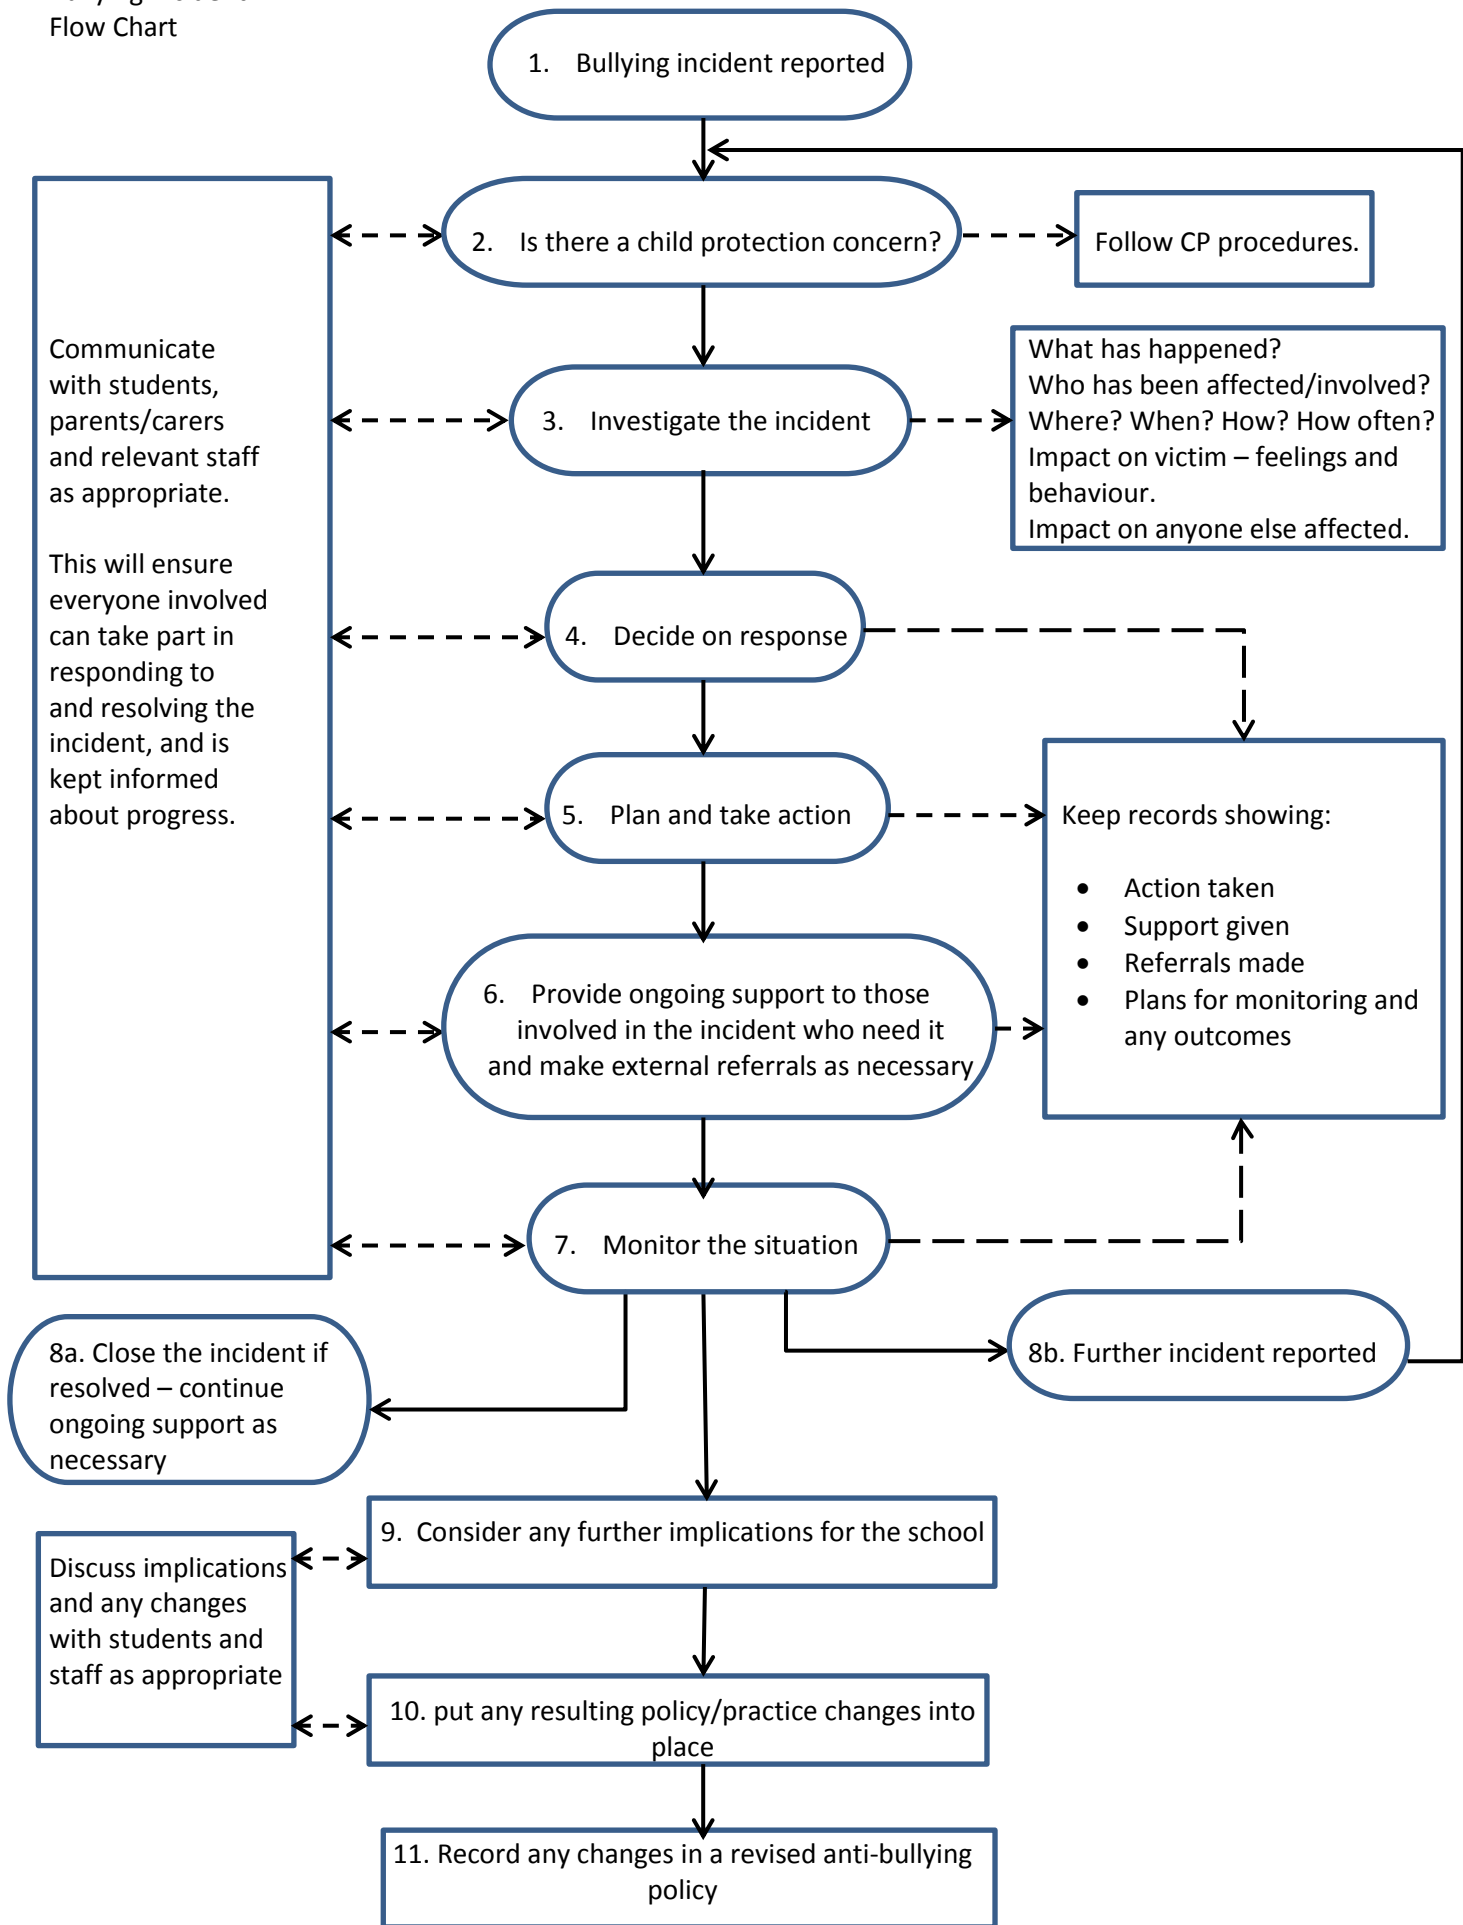 Flow Chart
1. Bullying incident reported
2. Is there a child protection concern?
Follow CP procedures.
Communicate
with students,
parents/carers
and relevant staff
as appropriate.
This will ensure
everyone involved
can take part in
responding to
and resolving the
incident, and is
kept informed
about progress.
3. Investigate the incident
What has happened?
Who has been affected/involved?
Where? When? How? How often?
Impact on victim – feelings and
behaviour.
Impact on anyone else affected.
4. Decide on response
5. Plan and take action
Keep records showing:
• Action taken
• Support given
• Referrals made
• Plans for monitoring and
any outcomes
6. Provide ongoing support to those
involved in the incident who need it
and make external referrals as necessary
7. Monitor the situation
8a. Close the incident if
resolved – continue
ongoing support as
necessary
8b. Further incident reported
9. Consider any further implications for the school
Discuss implications
and any changes
with students and
staff as appropriate
10. put any resulting policy/practice changes into
place
11. Record any changes in a revised anti-bullying
policy